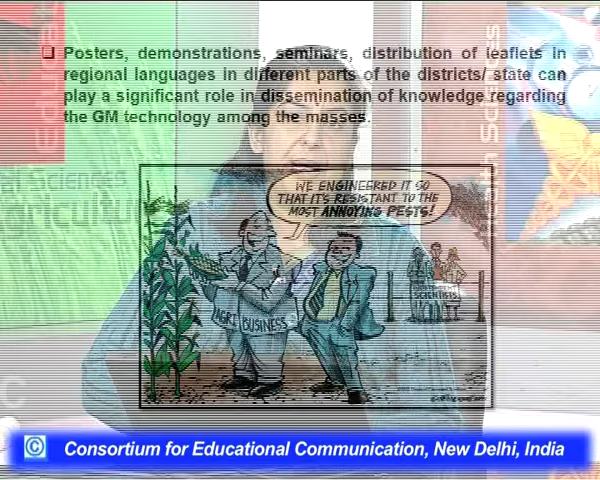 ❑ Posters, demonstrations, seminars, distribution of leaflets in
regional languages in different parts of the districts/ state can
play a significant role in dissemination of knowledge regarding
the GM technology among the masses.
WE ENGINEERED IT SO
THAT IT'S RESISTANT TO THE
MOST ANNOYING PESTS!
AGRI BUSINESS
SCIENTISTS
© Consortium for Educational Communication, New Delhi, India